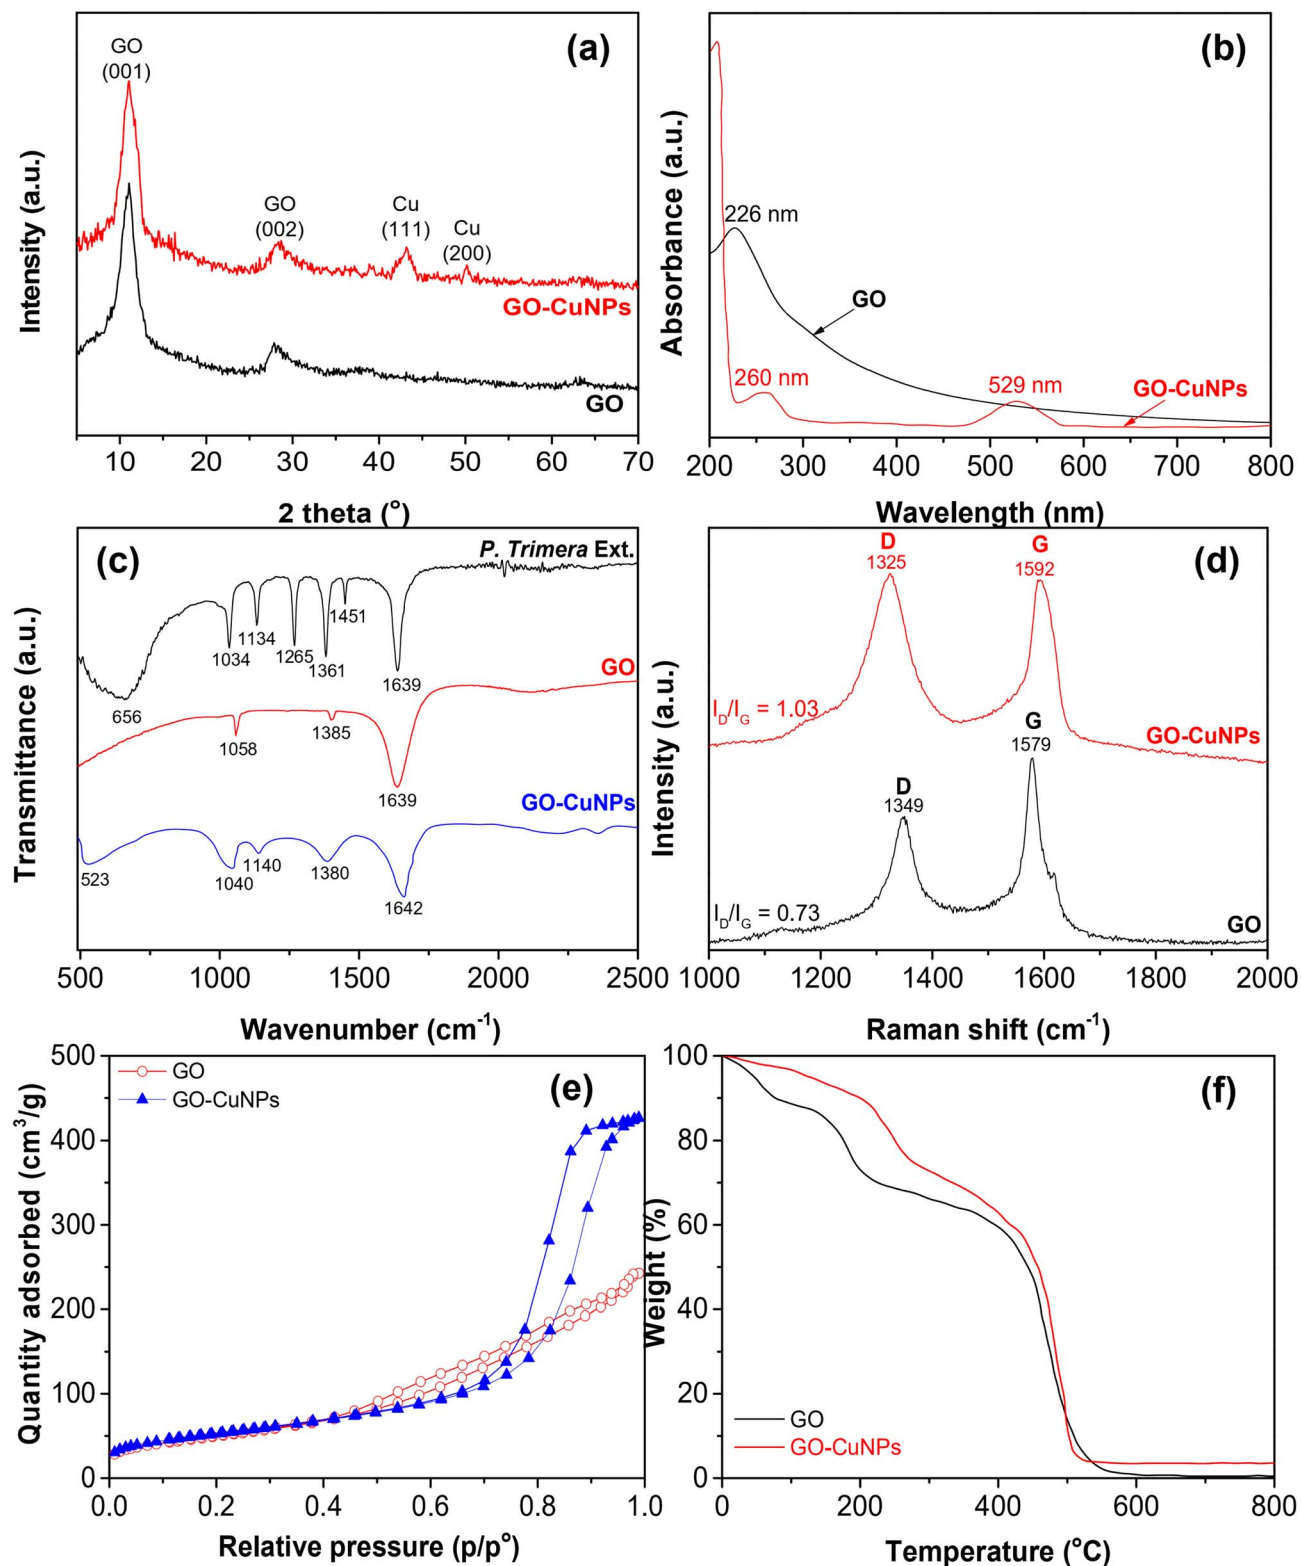 (a)
GO
(001)
GO
(002)
Cu
(111)
Cu
(200)
GO-CuNPs
GO
Intensity (a.u.)
10 20 30 40 50 60 70
2 theta (°)
(b)
226 nm
GO
260 nm
529 nm
GO-CuNPs
Absorbance (a.u.)
200 300 400 500 600 700 800
Wavelength (nm)
(c)
P. Trimera Ext.
1451
1134
1034
1265
1361
1639
656
GO
1385
1058
1639
GO-CuNPs
523
1140
1040
1380
1642
Transmittance (a.u.)
500 1000 1500 2000 2500
Wavenumber (cm⁻¹)
(d)
D
1325
G
1592
I_D/I_G = 1.03
GO-CuNPs
G
1579
D
1349
I_D/I_G = 0.73
GO
Intensity (a.u.)
1000 1200 1400 1600 1800 2000
Raman shift (cm⁻¹)
(e)
GO
GO-CuNPs
500
400
300
200
100
0
Quantity adsorbed (cm³/g)
0.0 0.2 0.4 0.6 0.8 1.0
Relative pressure (p/p°)
(f)
100
80
60
40
20
0
Weight (%)
GO
GO-CuNPs
0 200 400 600 800
Temperature (°C)